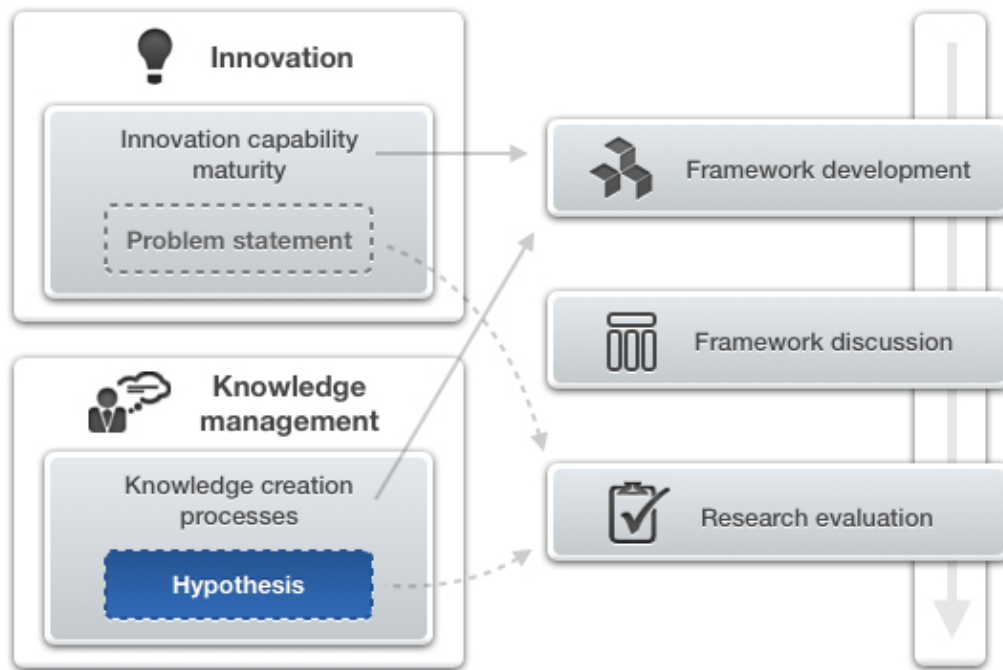 Innovation
Innovation capability
maturity
Problem statement
Knowledge
management
Knowledge creation
processes
Hypothesis
Framework development
Framework discussion
Research evaluation